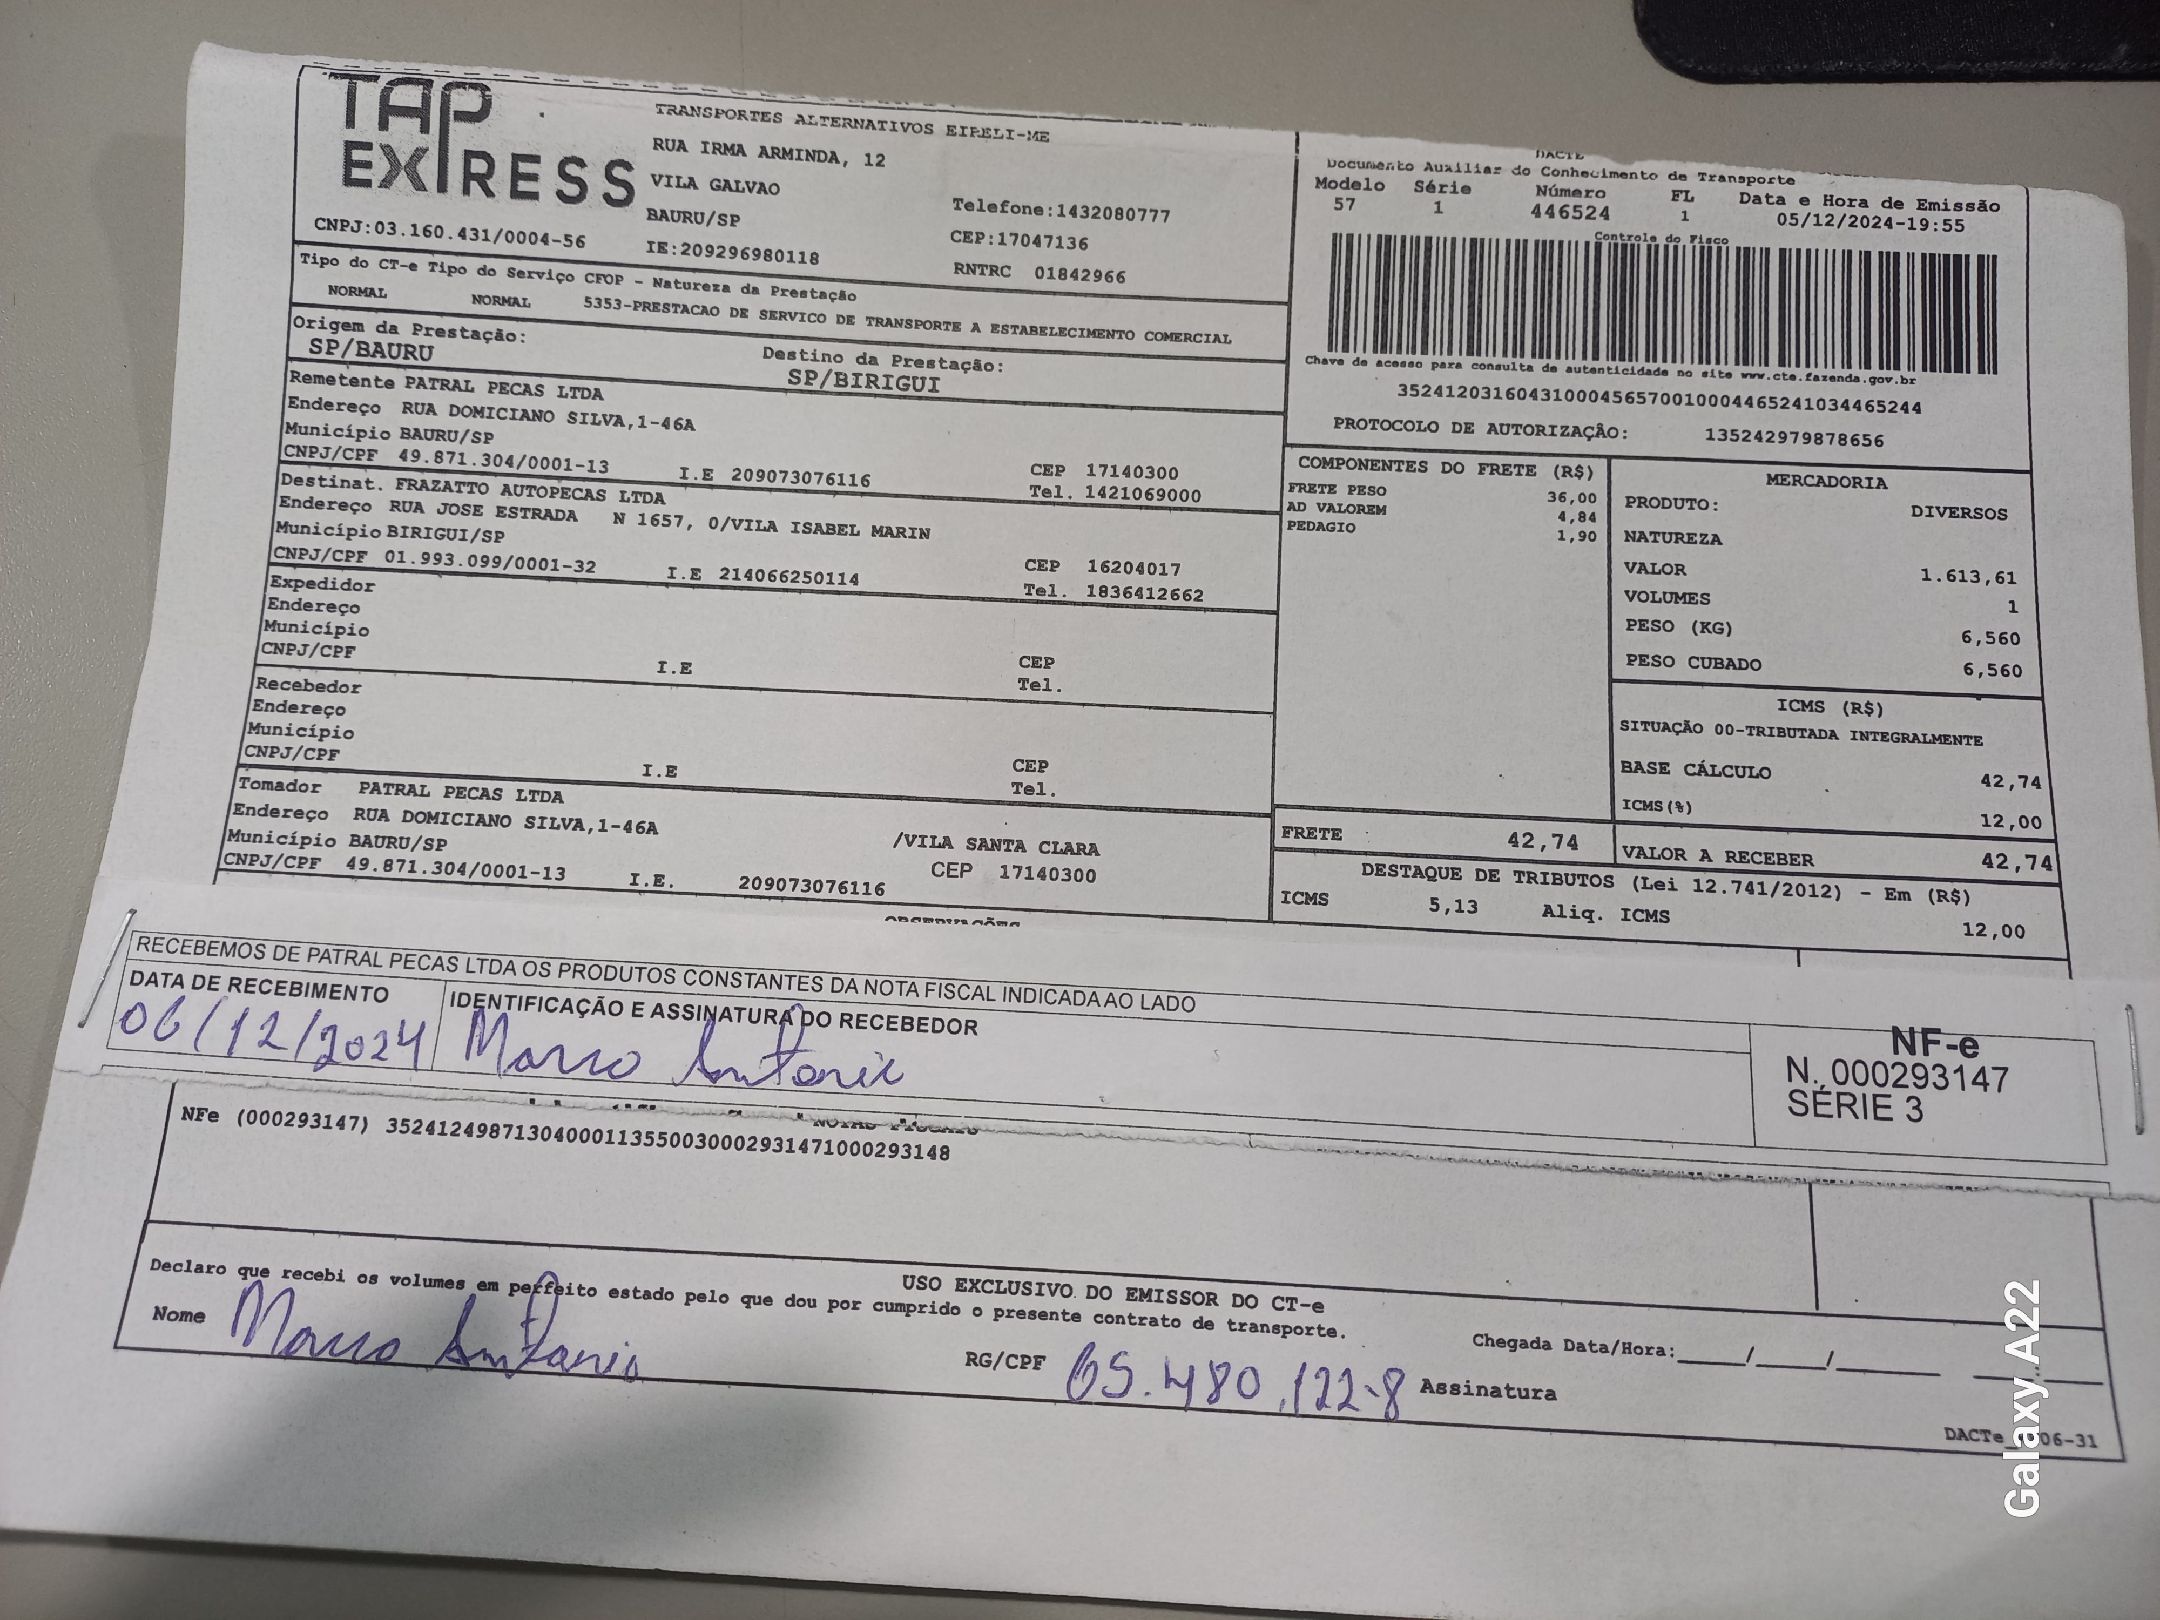 TAP
EXPRESS
TRANSPORTES ALTERNATIVOS EIRELI-ME
RUA IRMA ARMINDA, 12
VILA GALVAO
BAURU/SP
Telefone:1432080777
CNPJ:03.160.431/0004-56
IE:209296980118
CEP:17047136
RNTRC 01842966
DACTE
Documento Auxiliar do Conhecimento de Transporte
Modelo Série Número FL Data e Hora de Emissão
57 1 446524 1 05/12/2024-19:55
Controle do Fisco
Chave de acesso para consulta de autenticidade no site www.cte.fazenda.gov.br
35241203160431000456570010004465241034465244
PROTOCOLO DE AUTORIZAÇÃO: 135242979878656
Tipo do CT-e Tipo do Serviço CFOP - Natureza da Prestação
NORMAL NORMAL 5353-PRESTACAO DE SERVICO DE TRANSPORTE A ESTABELECIMENTO COMERCIAL
Origem da Prestação: Destino da Prestação:
SP/BAURU SP/BIRIGUI
Remetente PATRAL PECAS LTDA
Endereço RUA DOMICIANO SILVA,1-46A
Município BAURU/SP CEP 17140300
CNPJ/CPF 49.871.304/0001-13 I.E 209073076116 Tel. 1421069000
Destinat. FRAZATTO AUTOPECAS LTDA
Endereço RUA JOSE ESTRADA N 1657, 0/VILA ISABEL MARIN
Município BIRIGUI/SP CEP 16204017
CNPJ/CPF 01.993.099/0001-32 I.E 214066250114 Tel. 1836412662
Expedidor
Endereço
Município CEP
CNPJ/CPF I.E Tel.
Recebedor
Endereço
Município CEP
CNPJ/CPF I.E Tel.
Tomador PATRAL PECAS LTDA
Endereço RUA DOMICIANO SILVA,1-46A /VILA SANTA CLARA
Município BAURU/SP CEP 17140300
CNPJ/CPF 49.871.304/0001-13 I.E. 209073076116
COMPONENTES DO FRETE (R$)
FRETE PESO 36,00
AD VALOREM 4,84
PEDAGIO 1,90
MERCADORIA
PRODUTO: DIVERSOS
NATUREZA
VALOR 1.613,61
VOLUMES 1
PESO (KG) 6,560
PESO CUBADO 6,560
ICMS (R$)
SITUAÇÃO 00-TRIBUTADA INTEGRALMENTE
BASE CÁLCULO 42,74
ICMS(%) 12,00
FRETE 42,74 VALOR A RECEBER 42,74
DESTAQUE DE TRIBUTOS (Lei 12.741/2012) - Em (R$)
ICMS 5,13 Aliq. ICMS 12,00
OBSERVAÇÕES
RECEBEMOS DE PATRAL PECAS LTDA OS PRODUTOS CONSTANTES DA NOTA FISCAL INDICADA AO LADO
DATA DE RECEBIMENTO IDENTIFICAÇÃO E ASSINATURA DO RECEBEDOR
06/12/2024 Marco Antonio
NF-e
N. 000293147
SÉRIE 3
NFe (000293147) 35241249871304000113550030002931471000293148
USO EXCLUSIVO DO EMISSOR DO CT-e
Declaro que recebi os volumes em perfeito estado pelo que dou por cumprido o presente contrato de transporte.
Nome Marco Antonio RG/CPF 65.480.122-8 Assinatura
Chegada Data/Hora:____/____/______ ______
Galaxy A22